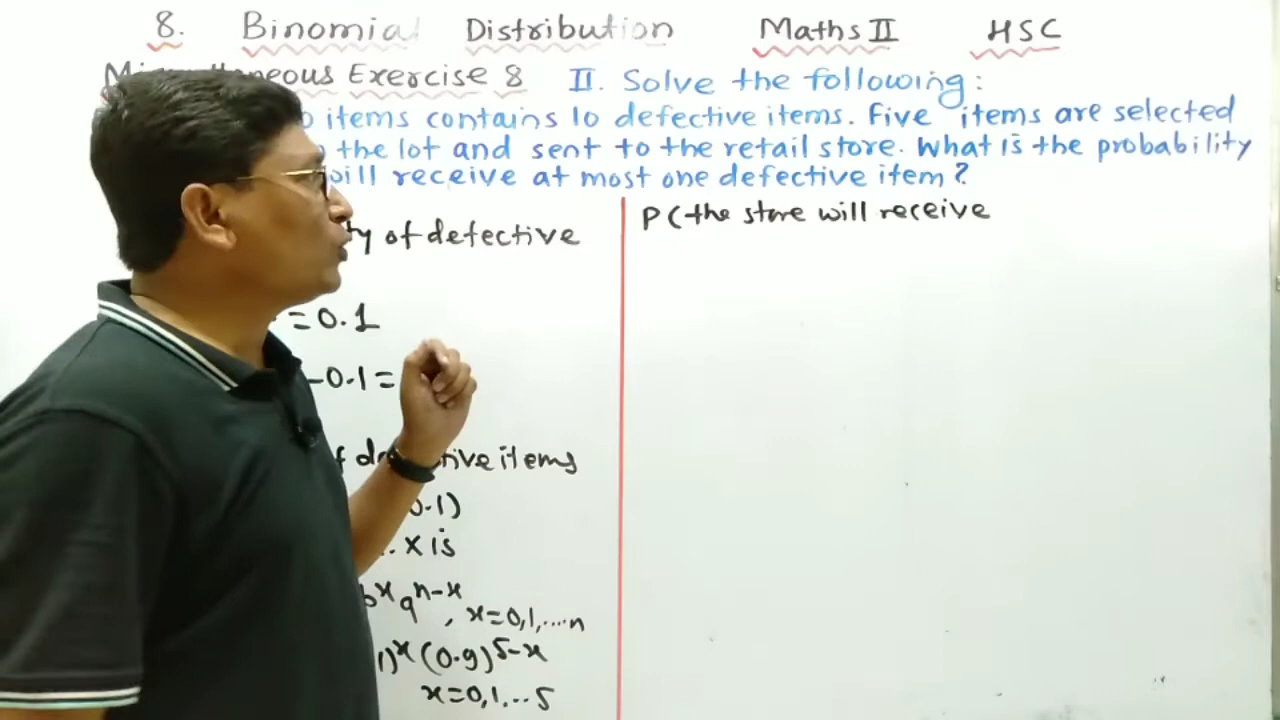 8. Binomial Distribution Maths II HSC
Miscellaneous Exercise 8 II. Solve the following:
items contains 10 defective items. Five items are selected
the lot and sent to the retail store. What is the probability
will receive at most one defective item?
of defective
P(the store will receive
= 0.1
-0.1 =
defective items
0.1)
X is
p^x q^{n-x}, x=0,1,....n
1)^x (0.9)^{5-x}
x=0,1,..5